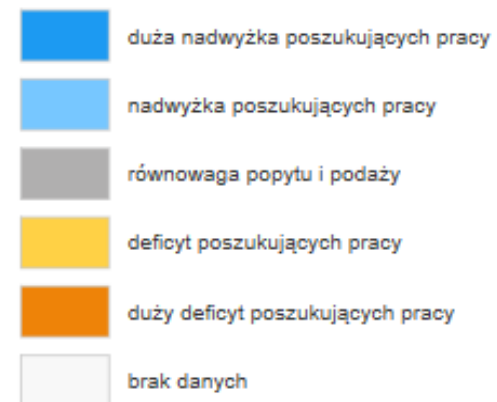 duża nadwyżka poszukujących pracy
nadwyżka poszukujących pracy
równowaga popytu i podaży
deficyt poszukujących pracy
duży deficyt poszukujących pracy
brak danych